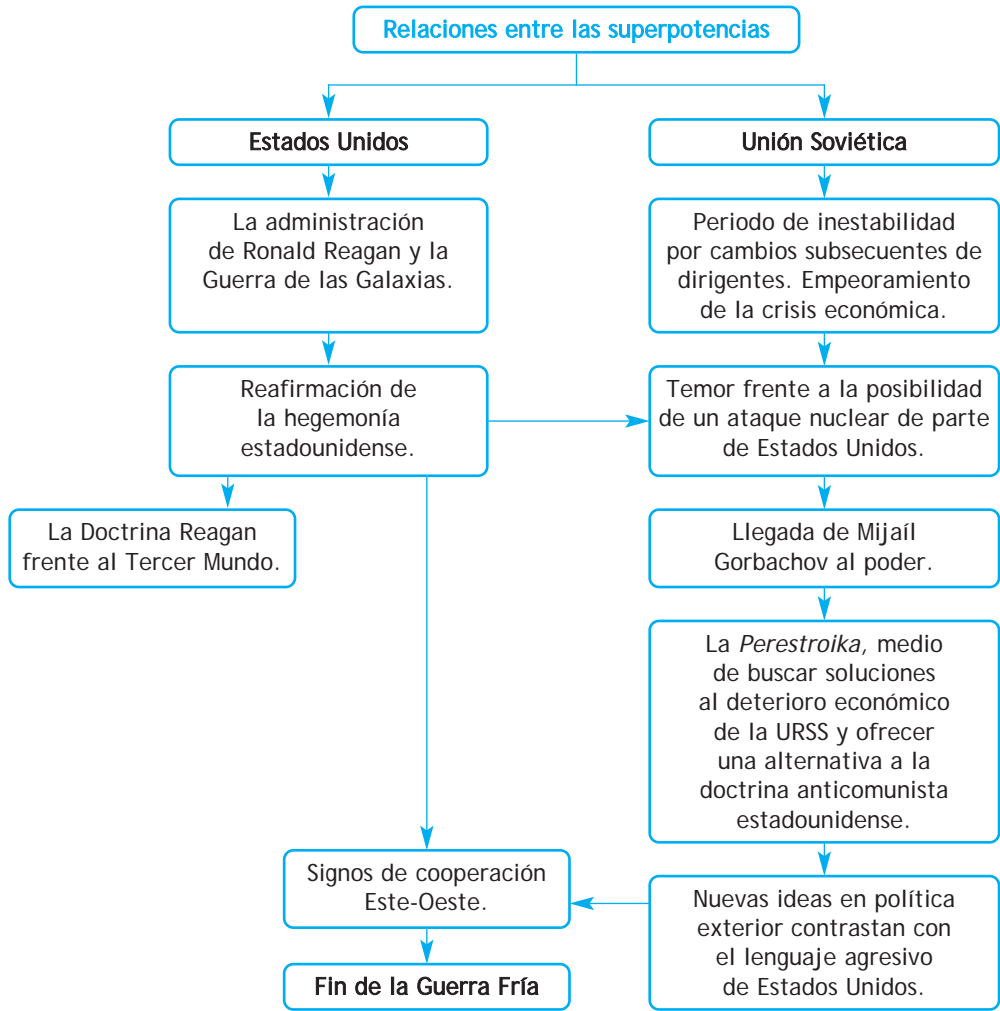 Relaciones entre las superpotencias
Estados Unidos
La administración
de Ronald Reagan y la
Guerra de las Galaxias.
Reafirmación de
la hegemonía
estadounidense.
La Doctrina Reagan
frente al Tercer Mundo.
Unión Soviética
Periodo de inestabilidad
por cambios subsecuentes de
dirigentes. Empeoramiento
de la crisis económica.
Temor frente a la posibilidad
de un ataque nuclear de parte
de Estados Unidos.
Llegada de Mijaíl
Gorbachov al poder.
La Perestroika, medio
de buscar soluciones
al deterioro económico
de la URSS y ofrecer
una alternativa a la
doctrina anticomunista
estadounidense.
Nuevas ideas en política
exterior contrastan con
el lenguaje agresivo
de Estados Unidos.
Signos de cooperación
Este-Oeste.
Fin de la Guerra Fría